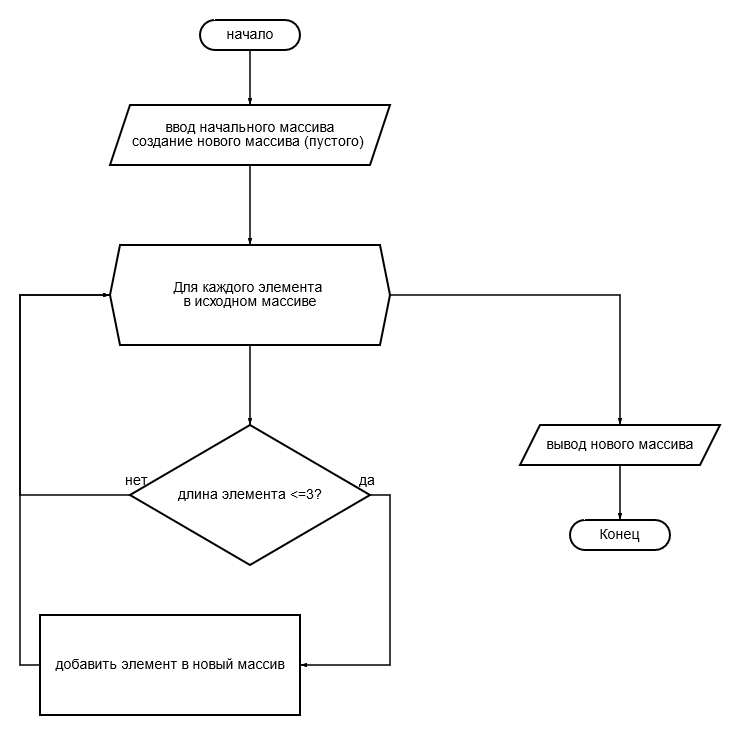 начало
ввод начального массива
создание нового массива (пустого)
Для каждого элемента
в исходном массиве
нет
да
длина элемента <=3?
вывод нового массива
Конец
добавить элемент в новый массив